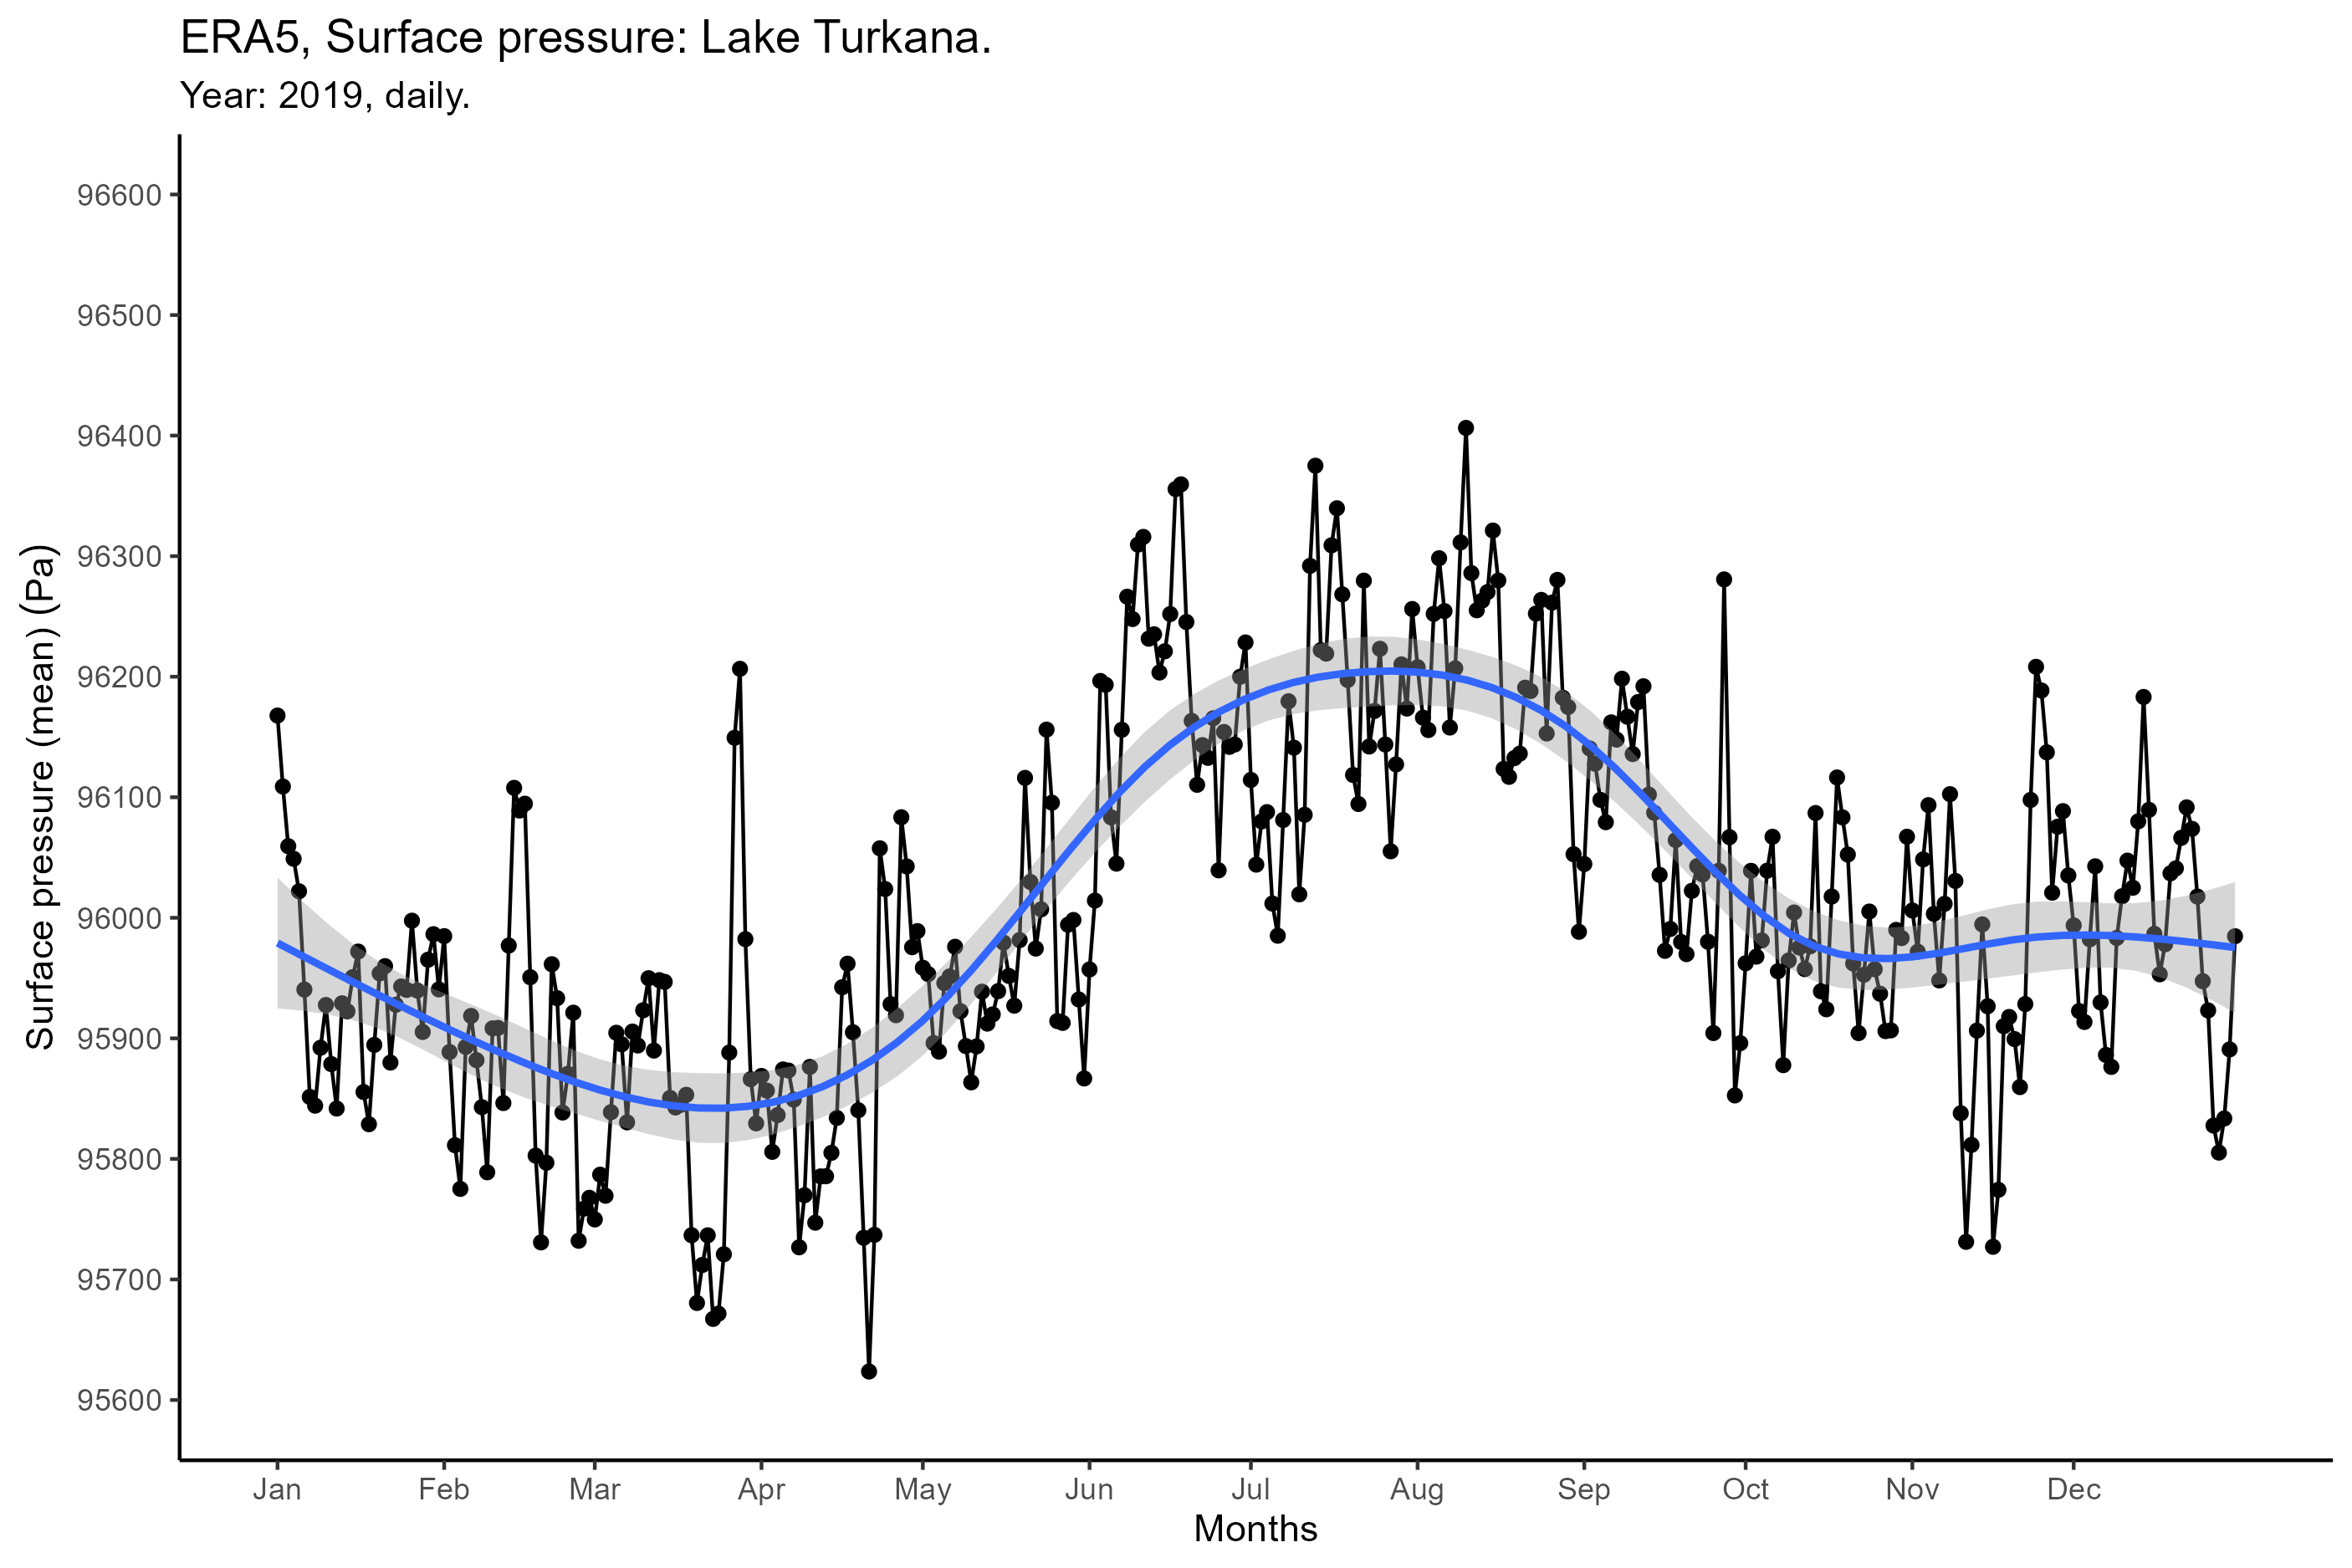 ERA5, Surface pressure: Lake Turkana.
Year: 2019, daily.
Surface pressure (mean) (Pa)
96600
96500
96400
96300
96200
96100
96000
95900
95800
95700
95600
Jan Feb Mar Apr May Jun Jul Aug Sep Oct Nov Dec
Months